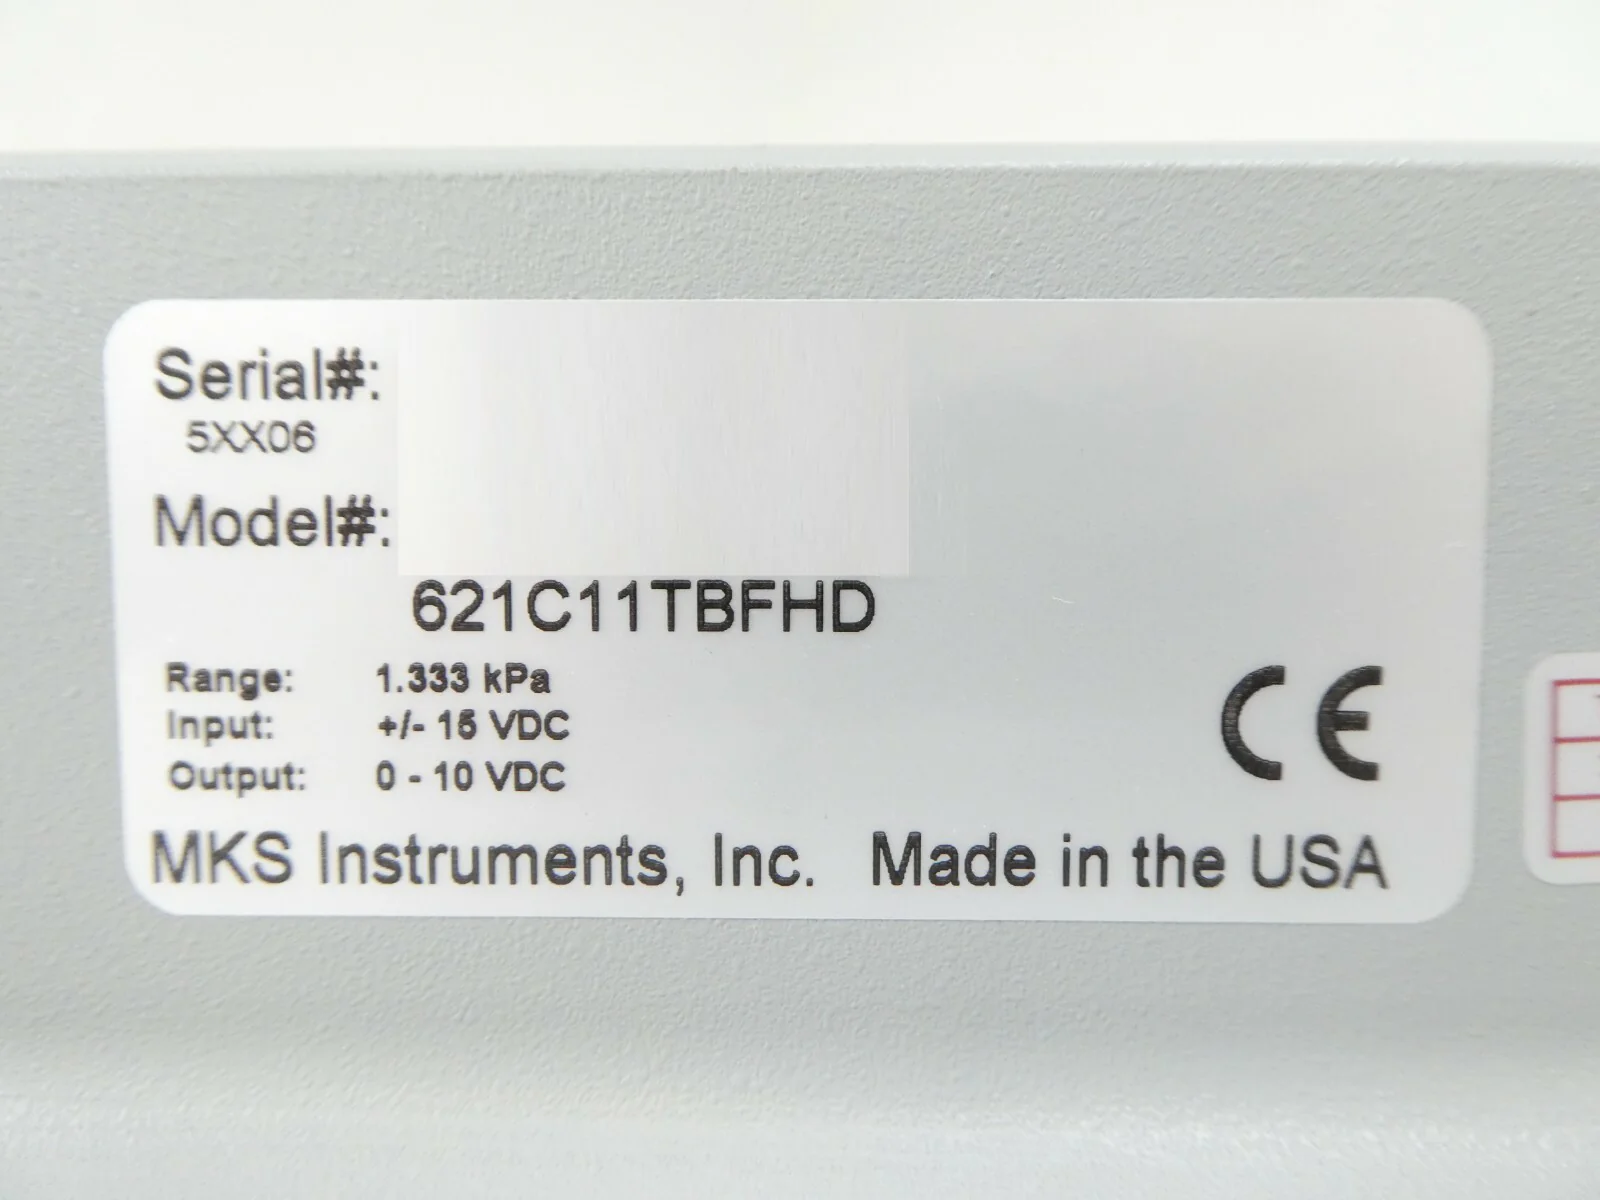 Serial#:
5XX06
Model#:
621C11TBFHD
Range: 1.333 kPa
Input: +/- 15 VDC
Output: 0 - 10 VDC
CE
MKS Instruments, Inc. Made in the USA